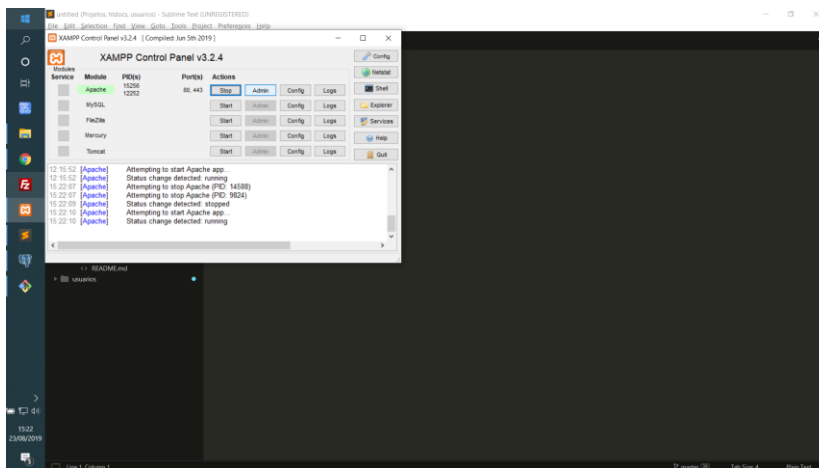 untitled (Projetos, htdocs, usuarios) - Sublime Text (UNREGISTERED)
File Edit Selection Find View Goto Tools Project Preferences Help
XAMPP Control Panel v3.2.4 [ Compiled: Jun 5th 2019 ]
XAMPP Control Panel v3.2.4
Config
Modules
Service Module PID(s) Port(s) Actions
Netstat
Apache 15256 12252 80, 443 Stop Admin Config Logs
Shell
MySQL Start Admin Config Logs
Explorer
FileZilla Start Admin Config Logs
Services
Mercury Start Admin Config Logs
Help
Tomcat Start Admin Config Logs
Quit
12:15:52 [Apache] Attempting to start Apache app...
12:15:52 [Apache] Status change detected: running
15:22:07 [Apache] Attempting to stop Apache (PID: 14588)
15:22:07 [Apache] Attempting to stop Apache (PID: 9824)
15:22:09 [Apache] Status change detected: stopped
15:22:10 [Apache] Attempting to start Apache app...
15:22:10 [Apache] Status change detected: running
README.md
usuarios
15:22
23/08/2019
Line 1, Column 1
master
Tab Size: 4
Plain Text